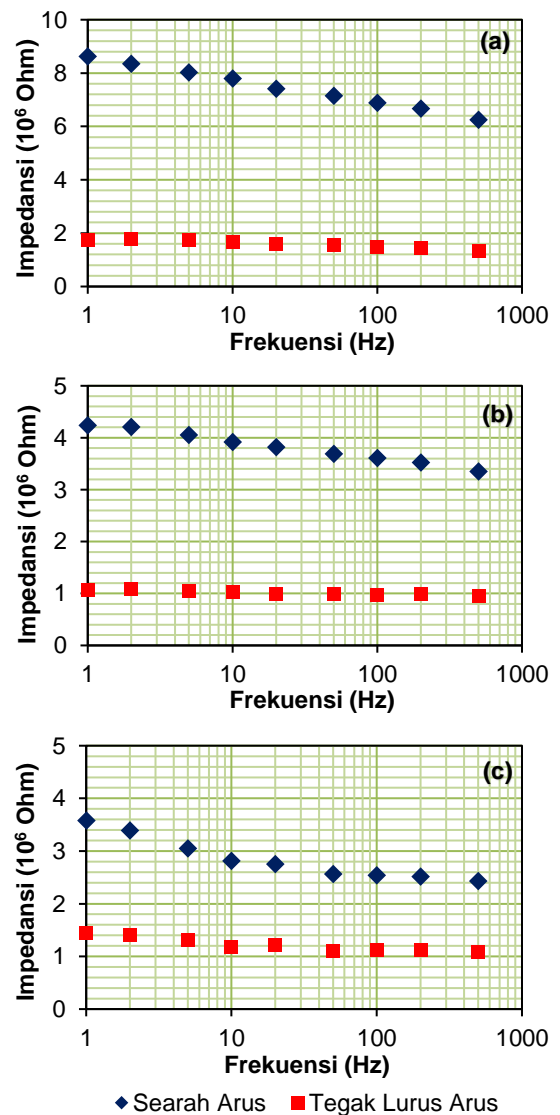 (a)
Impedansi (10⁶ Ohm)
10
8
6
4
2
0
1 10 100 1000
Frekuensi (Hz)
(b)
Impedansi (10⁶ Ohm)
5
4
3
2
1
0
1 10 100 1000
Frekuensi (Hz)
(c)
Impedansi (10⁶ Ohm)
5
4
3
2
1
0
1 10 100 1000
Frekuensi (Hz)
Searah Arus Tegak Lurus Arus